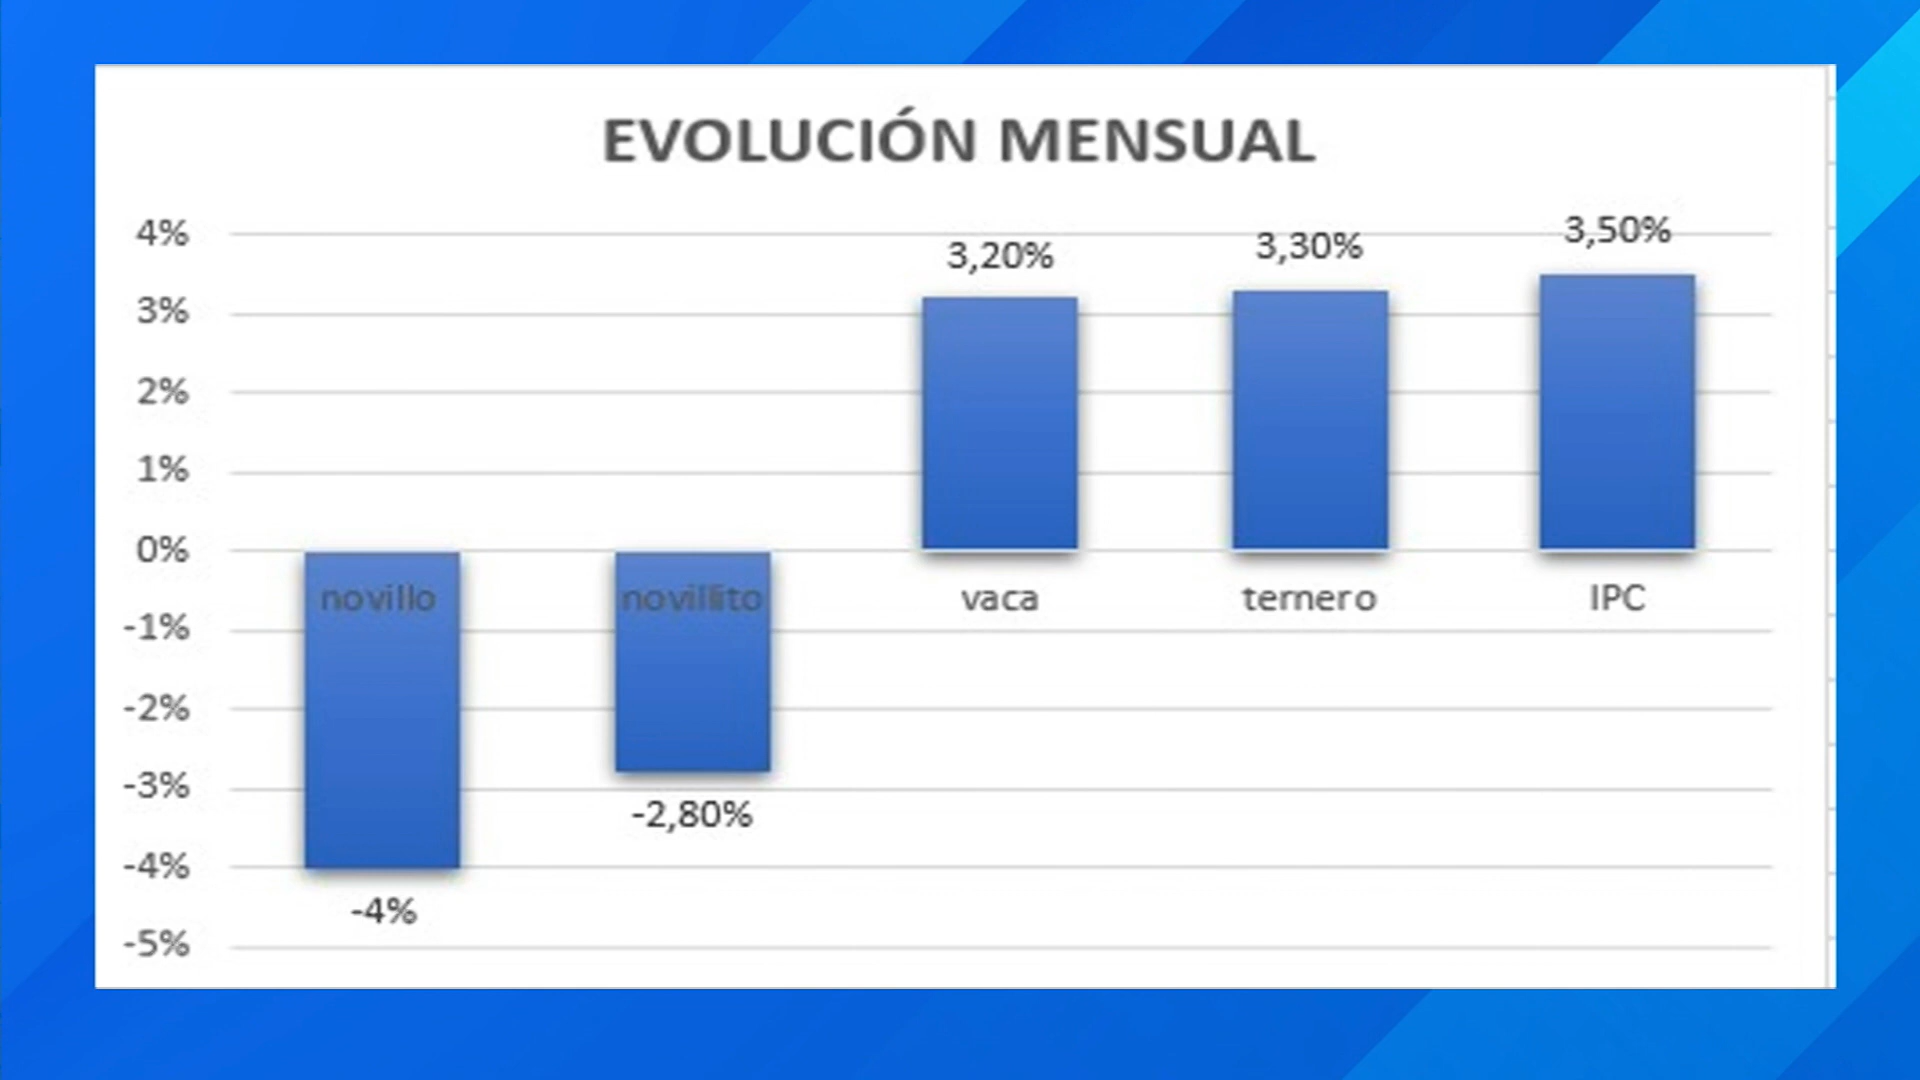 EVOLUCIÓN MENSUAL
4%
3%
2%
1%
0%
-1%
-2%
-3%
-4%
-5%
3,20%
3,30%
3,50%
novillo
novillito
vaca
ternero
IPC
-2,80%
-4%